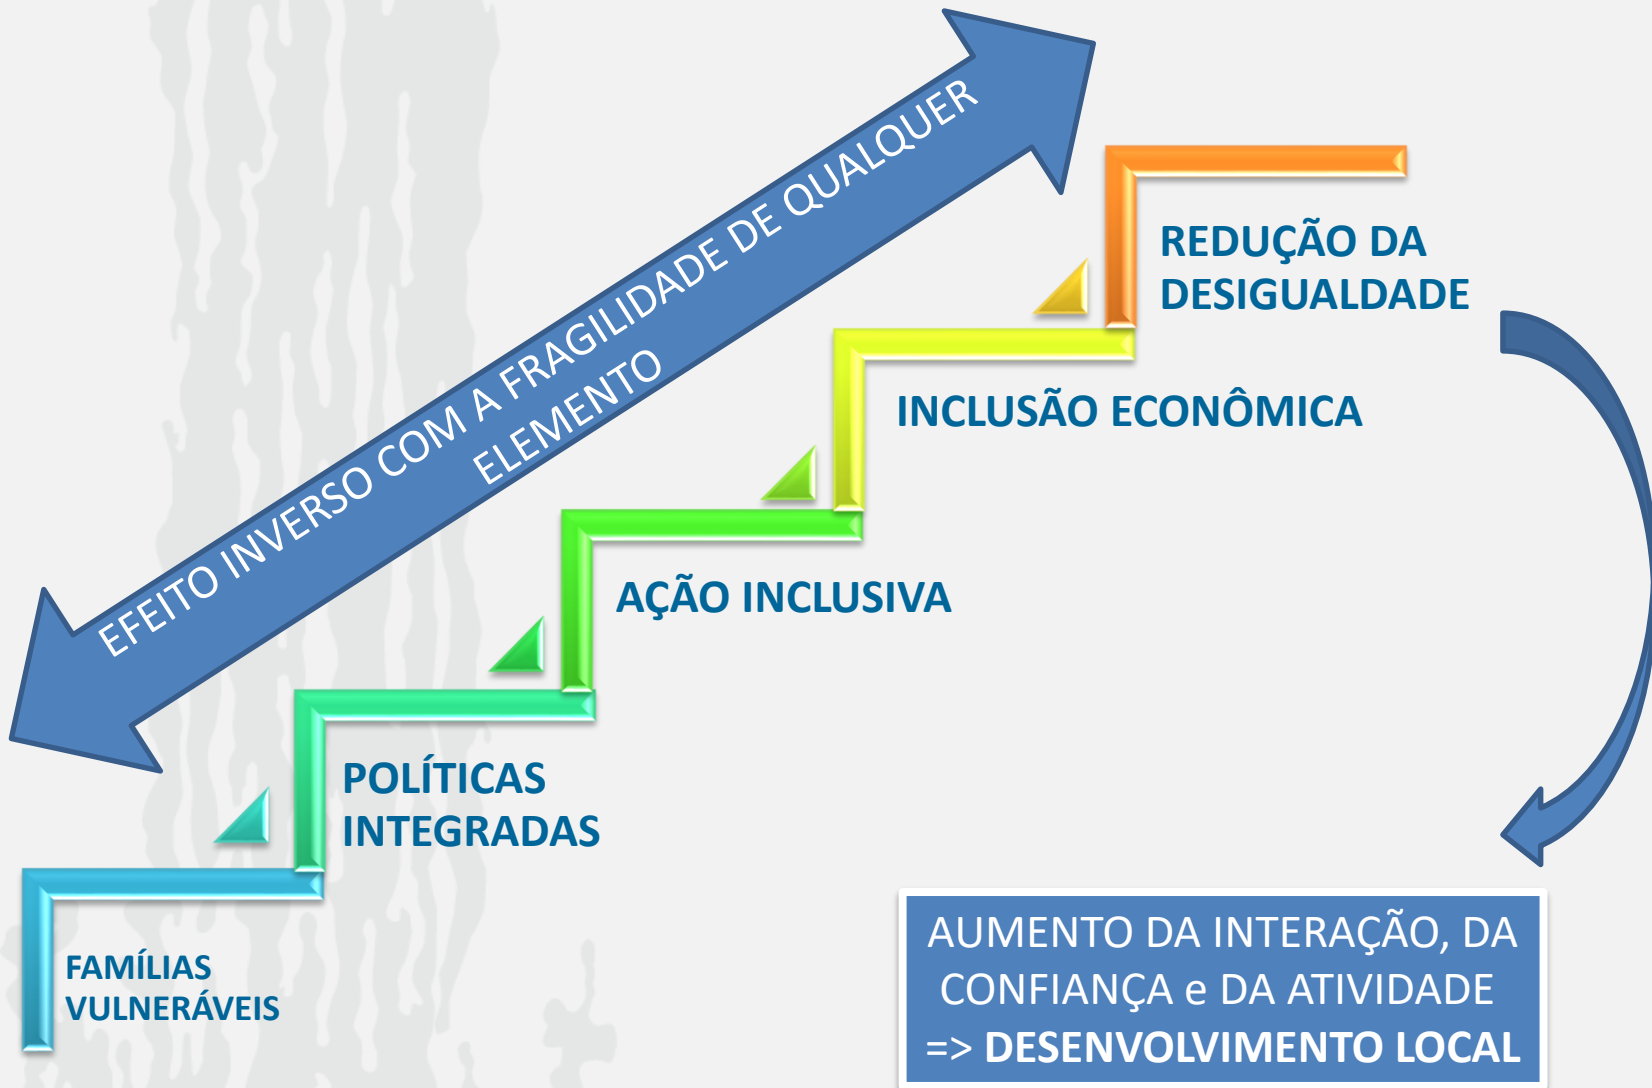 EFEITO INVERSO COM A FRAGILIDADE DE QUALQUER
ELEMENTO
REDUÇÃO DA
DESIGUALDADE
INCLUSÃO ECONÔMICA
AÇÃO INCLUSIVA
POLÍTICAS
INTEGRADAS
FAMÍLIAS
VULNERÁVEIS
AUMENTO DA INTERAÇÃO, DA
CONFIANÇA e DA ATIVIDADE
=> DESENVOLVIMENTO LOCAL